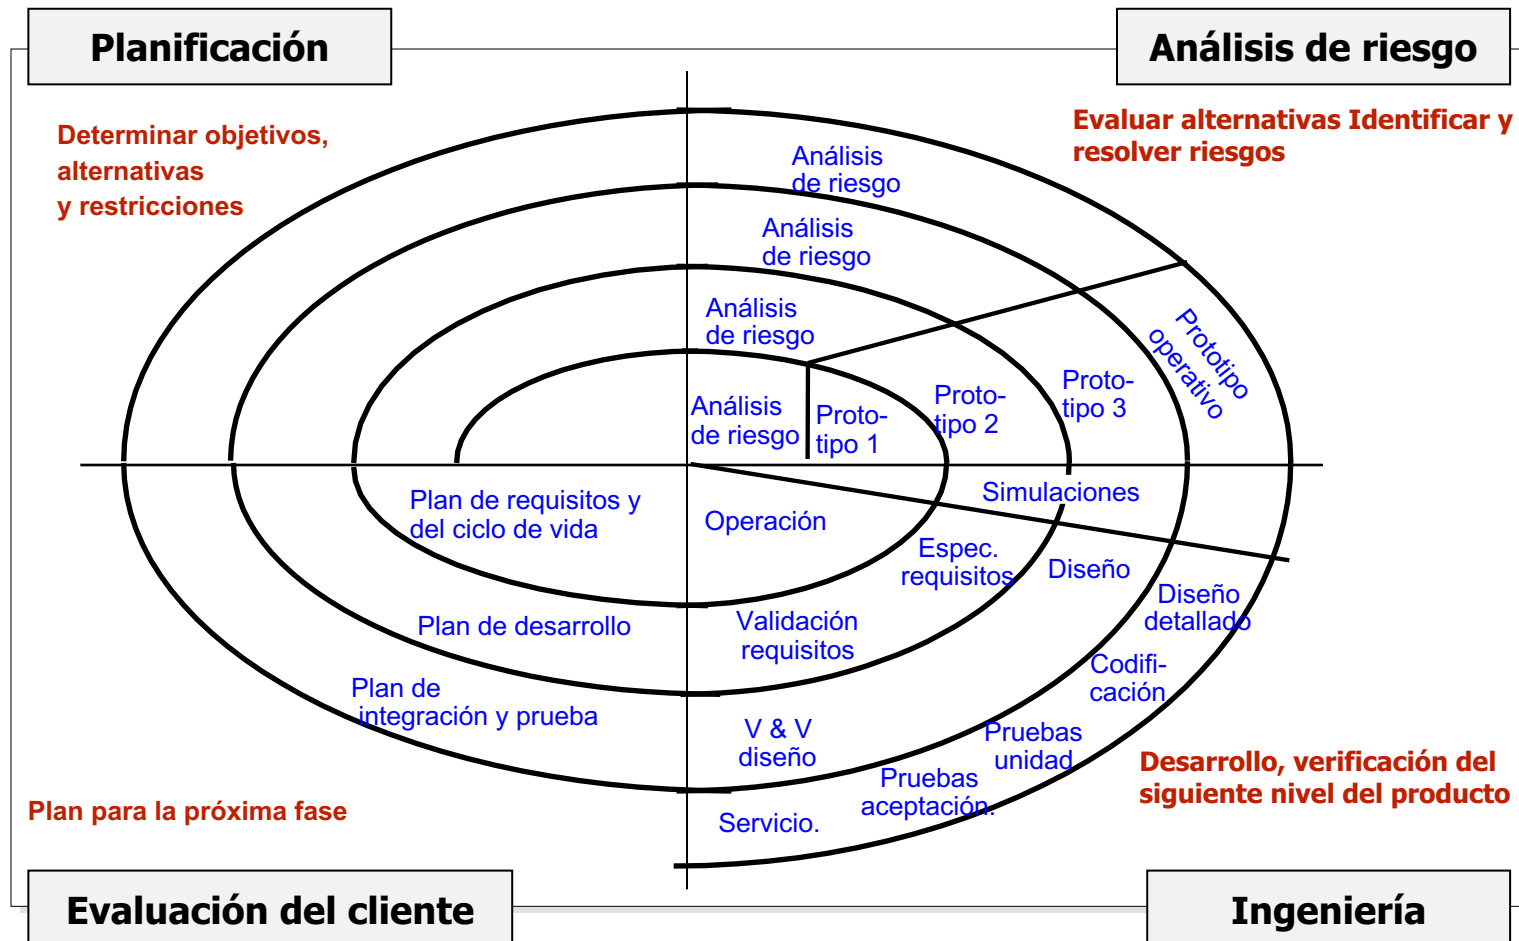 Planificación
Análisis de riesgo
Determinar objetivos,
alternativas
y restricciones
Evaluar alternativas Identificar y
resolver riesgos
Análisis
de riesgo
Análisis
de riesgo
Análisis
de riesgo
Análisis
de riesgo
Proto-
tipo 1
Proto-
tipo 2
Proto-
tipo 3
Prototipo
operativo
Simulaciones
Plan de requisitos y
del ciclo de vida
Operación
Espec.
requisitos
Diseño
Diseño
detallado
Plan de desarrollo
Validación
requisitos
Codifi-
cación
Plan de
integración y prueba
V & V
diseño
Pruebas
unidad
Pruebas
aceptación.
Servicio.
Desarrollo, verificación del
siguiente nivel del producto
Plan para la próxima fase
Evaluación del cliente
Ingeniería